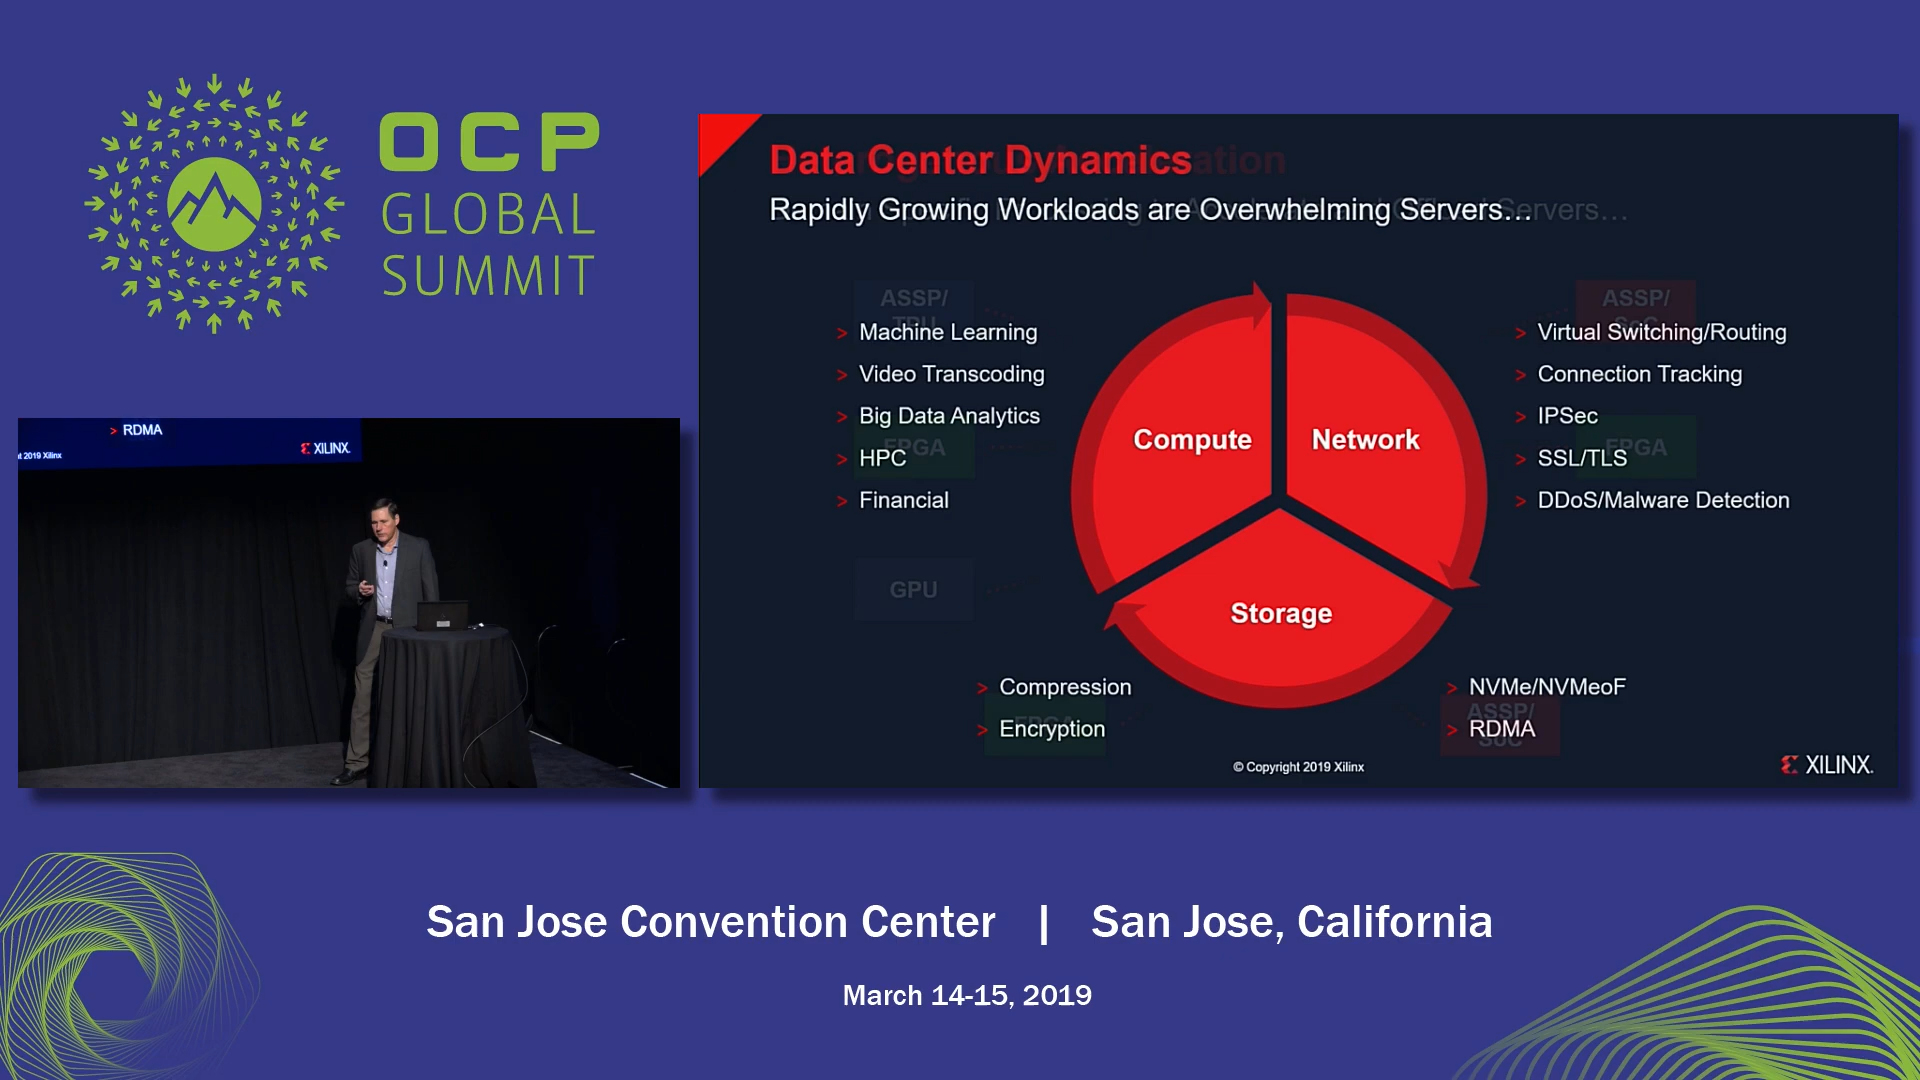 OCP
GLOBAL
SUMMIT
> RDMA
t 2019 Xilinx
XILINX
Data Center Dynamics
Rapidly Growing Workloads are Overwhelming Servers...
Servers...
ASSP/
> Machine Learning
> Video Transcoding
> Big Data Analytics
> HPC
> Financial
GPU
Compute
Network
Storage
ASSP/
> Virtual Switching/Routing
> Connection Tracking
> IPSec
> SSL/TLS
> DDoS/Malware Detection
> Compression
> Encryption
> NVMe/NVMeoF
ASSP/
> RDMA
© Copyright 2019 Xilinx
XILINX.
San Jose Convention Center | San Jose, California
March 14-15, 2019